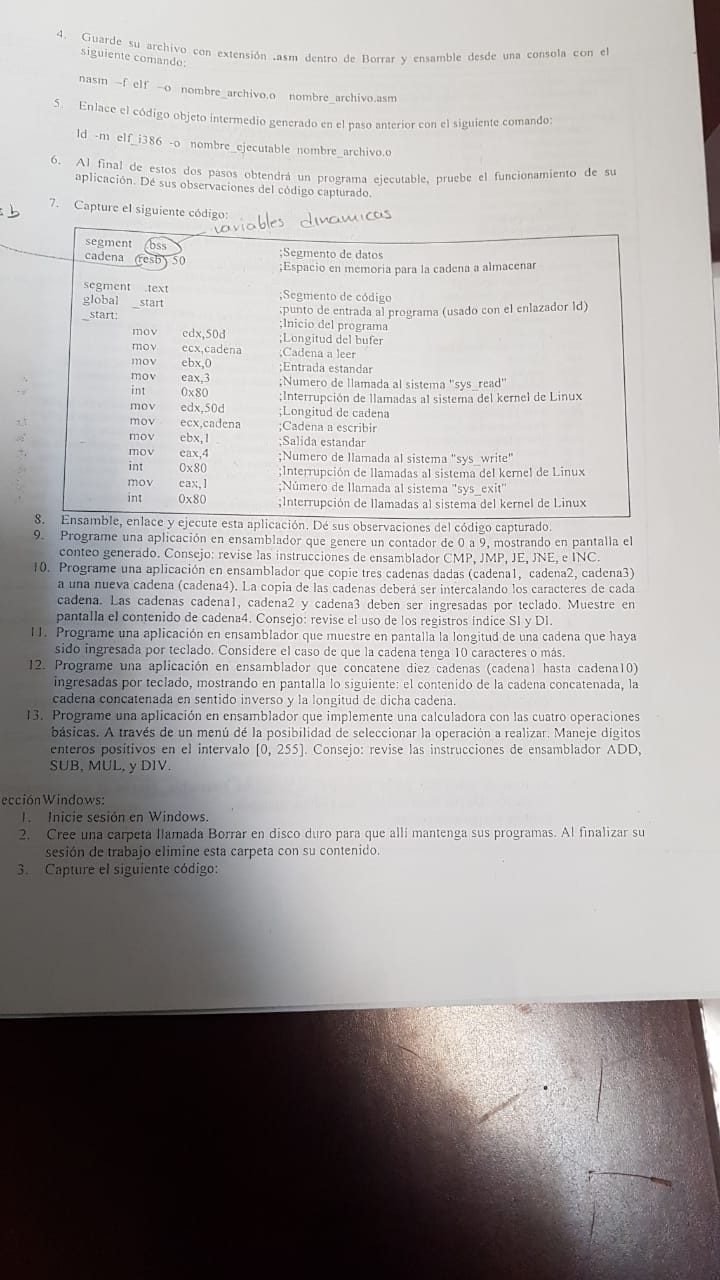 4. Guarde su archivo con extensión .asm dentro de Borrar y ensamble desde una consola con el
siguiente comando:
nasm –f elf –o nombre_archivo.o nombre_archivo.asm
5. Enlace el código objeto intermedio generado en el paso anterior con el siguiente comando:
ld -m elf_i386 -o nombre_ejecutable nombre_archivo.o
6. Al final de estos dos pasos obtendrá un programa ejecutable, pruebe el funcionamiento de su
aplicación. Dé sus observaciones del código capturado.
7. Capture el siguiente código:
variables dinamicas
segment bss ;Segmento de datos
cadena resb 50 ;Espacio en memoria para la cadena a almacenar
segment .text ;Segmento de código
global _start ;punto de entrada al programa (usado con el enlazador ld)
_start: ;Inicio del programa
mov edx,50d ;Longitud del bufer
mov ecx,cadena ;Cadena a leer
mov ebx,0 ;Entrada estandar
mov eax,3 ;Numero de llamada al sistema "sys_read"
int 0x80 ;Interrupción de llamadas al sistema del kernel de Linux
mov edx,50d ;Longitud de cadena
mov ecx,cadena ;Cadena a escribir
mov ebx,1 ;Salida estandar
mov eax,4 ;Numero de llamada al sistema "sys_write"
int 0x80 ;Interrupción de llamadas al sistema del kernel de Linux
mov eax,1 ;Número de llamada al sistema "sys_exit"
int 0x80 ;Interrupción de llamadas al sistema del kernel de Linux
8. Ensamble, enlace y ejecute esta aplicación. Dé sus observaciones del código capturado.
9. Programe una aplicación en ensamblador que genere un contador de 0 a 9, mostrando en pantalla el
conteo generado. Consejo: revise las instrucciones de ensamblador CMP, JMP, JE, JNE, e INC.
10. Programe una aplicación en ensamblador que copie tres cadenas dadas (cadena1, cadena2, cadena3)
a una nueva cadena (cadena4). La copia de las cadenas deberá ser intercalando los caracteres de cada
cadena. Las cadenas cadena1, cadena2 y cadena3 deben ser ingresadas por teclado. Muestre en
pantalla el contenido de cadena4. Consejo: revise el uso de los registros índice SI y DI.
11. Programe una aplicación en ensamblador que muestre en pantalla la longitud de una cadena que haya
sido ingresada por teclado. Considere el caso de que la cadena tenga 10 caracteres o más.
12. Programe una aplicación en ensamblador que concatene diez cadenas (cadena1 hasta cadena10)
ingresadas por teclado, mostrando en pantalla lo siguiente: el contenido de la cadena concatenada, la
cadena concatenada en sentido inverso y la longitud de dicha cadena.
13. Programe una aplicación en ensamblador que implemente una calculadora con las cuatro operaciones
básicas. A través de un menú dé la posibilidad de seleccionar la operación a realizar. Maneje dígitos
enteros positivos en el intervalo [0, 255]. Consejo: revise las instrucciones de ensamblador ADD,
SUB, MUL, y DIV.
ección Windows:
1. Inicie sesión en Windows.
2. Cree una carpeta llamada Borrar en disco duro para que allí mantenga sus programas. Al finalizar su
sesión de trabajo elimine esta carpeta con su contenido.
3. Capture el siguiente código: